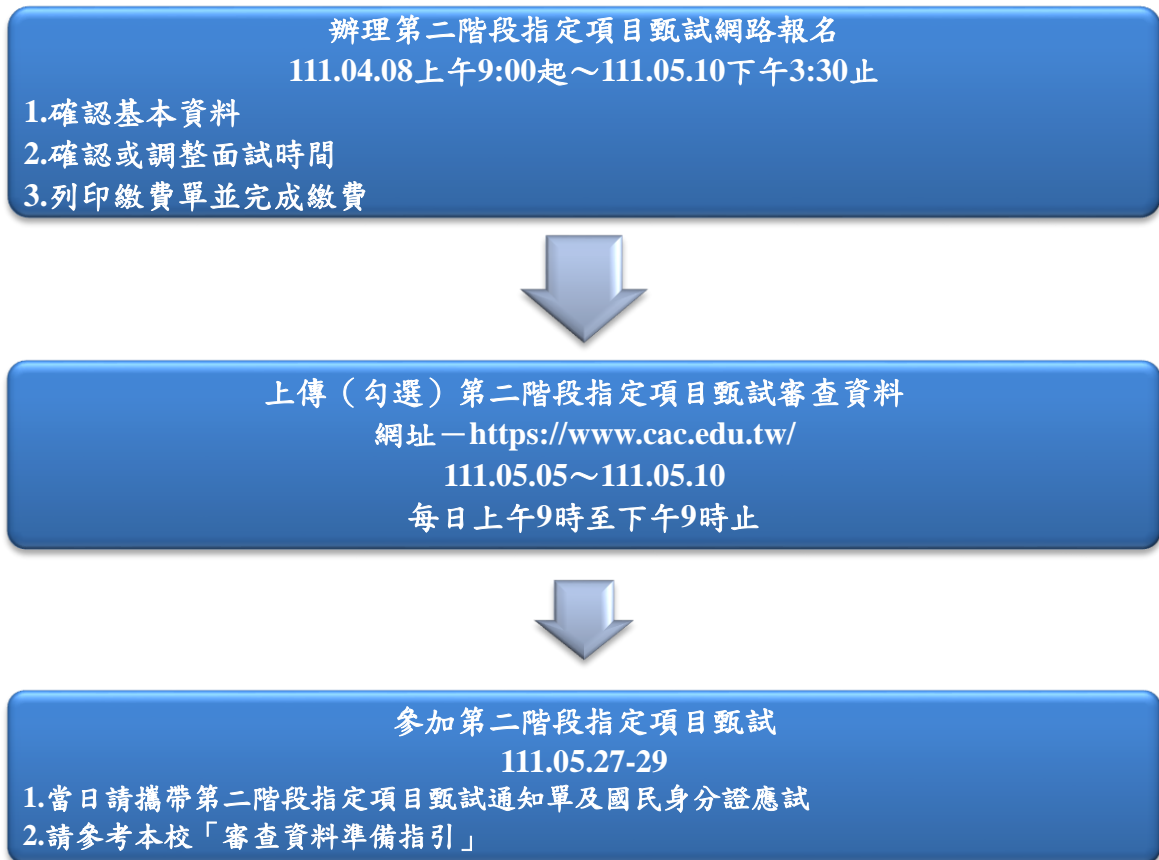 辦理第二階段指定項目甄試網路報名
111.04.08上午9:00起～111.05.10下午3:30止
1.確認基本資料
2.確認或調整面試時間
3.列印繳費單並完成繳費
上傳（勾選）第二階段指定項目甄試審查資料
網址－https://www.cac.edu.tw/
111.05.05～111.05.10
每日上午9時至下午9時止
參加第二階段指定項目甄試
111.05.27-29
1.當日請攜帶第二階段指定項目甄試通知單及國民身分證應試
2.請參考本校「審查資料準備指引」